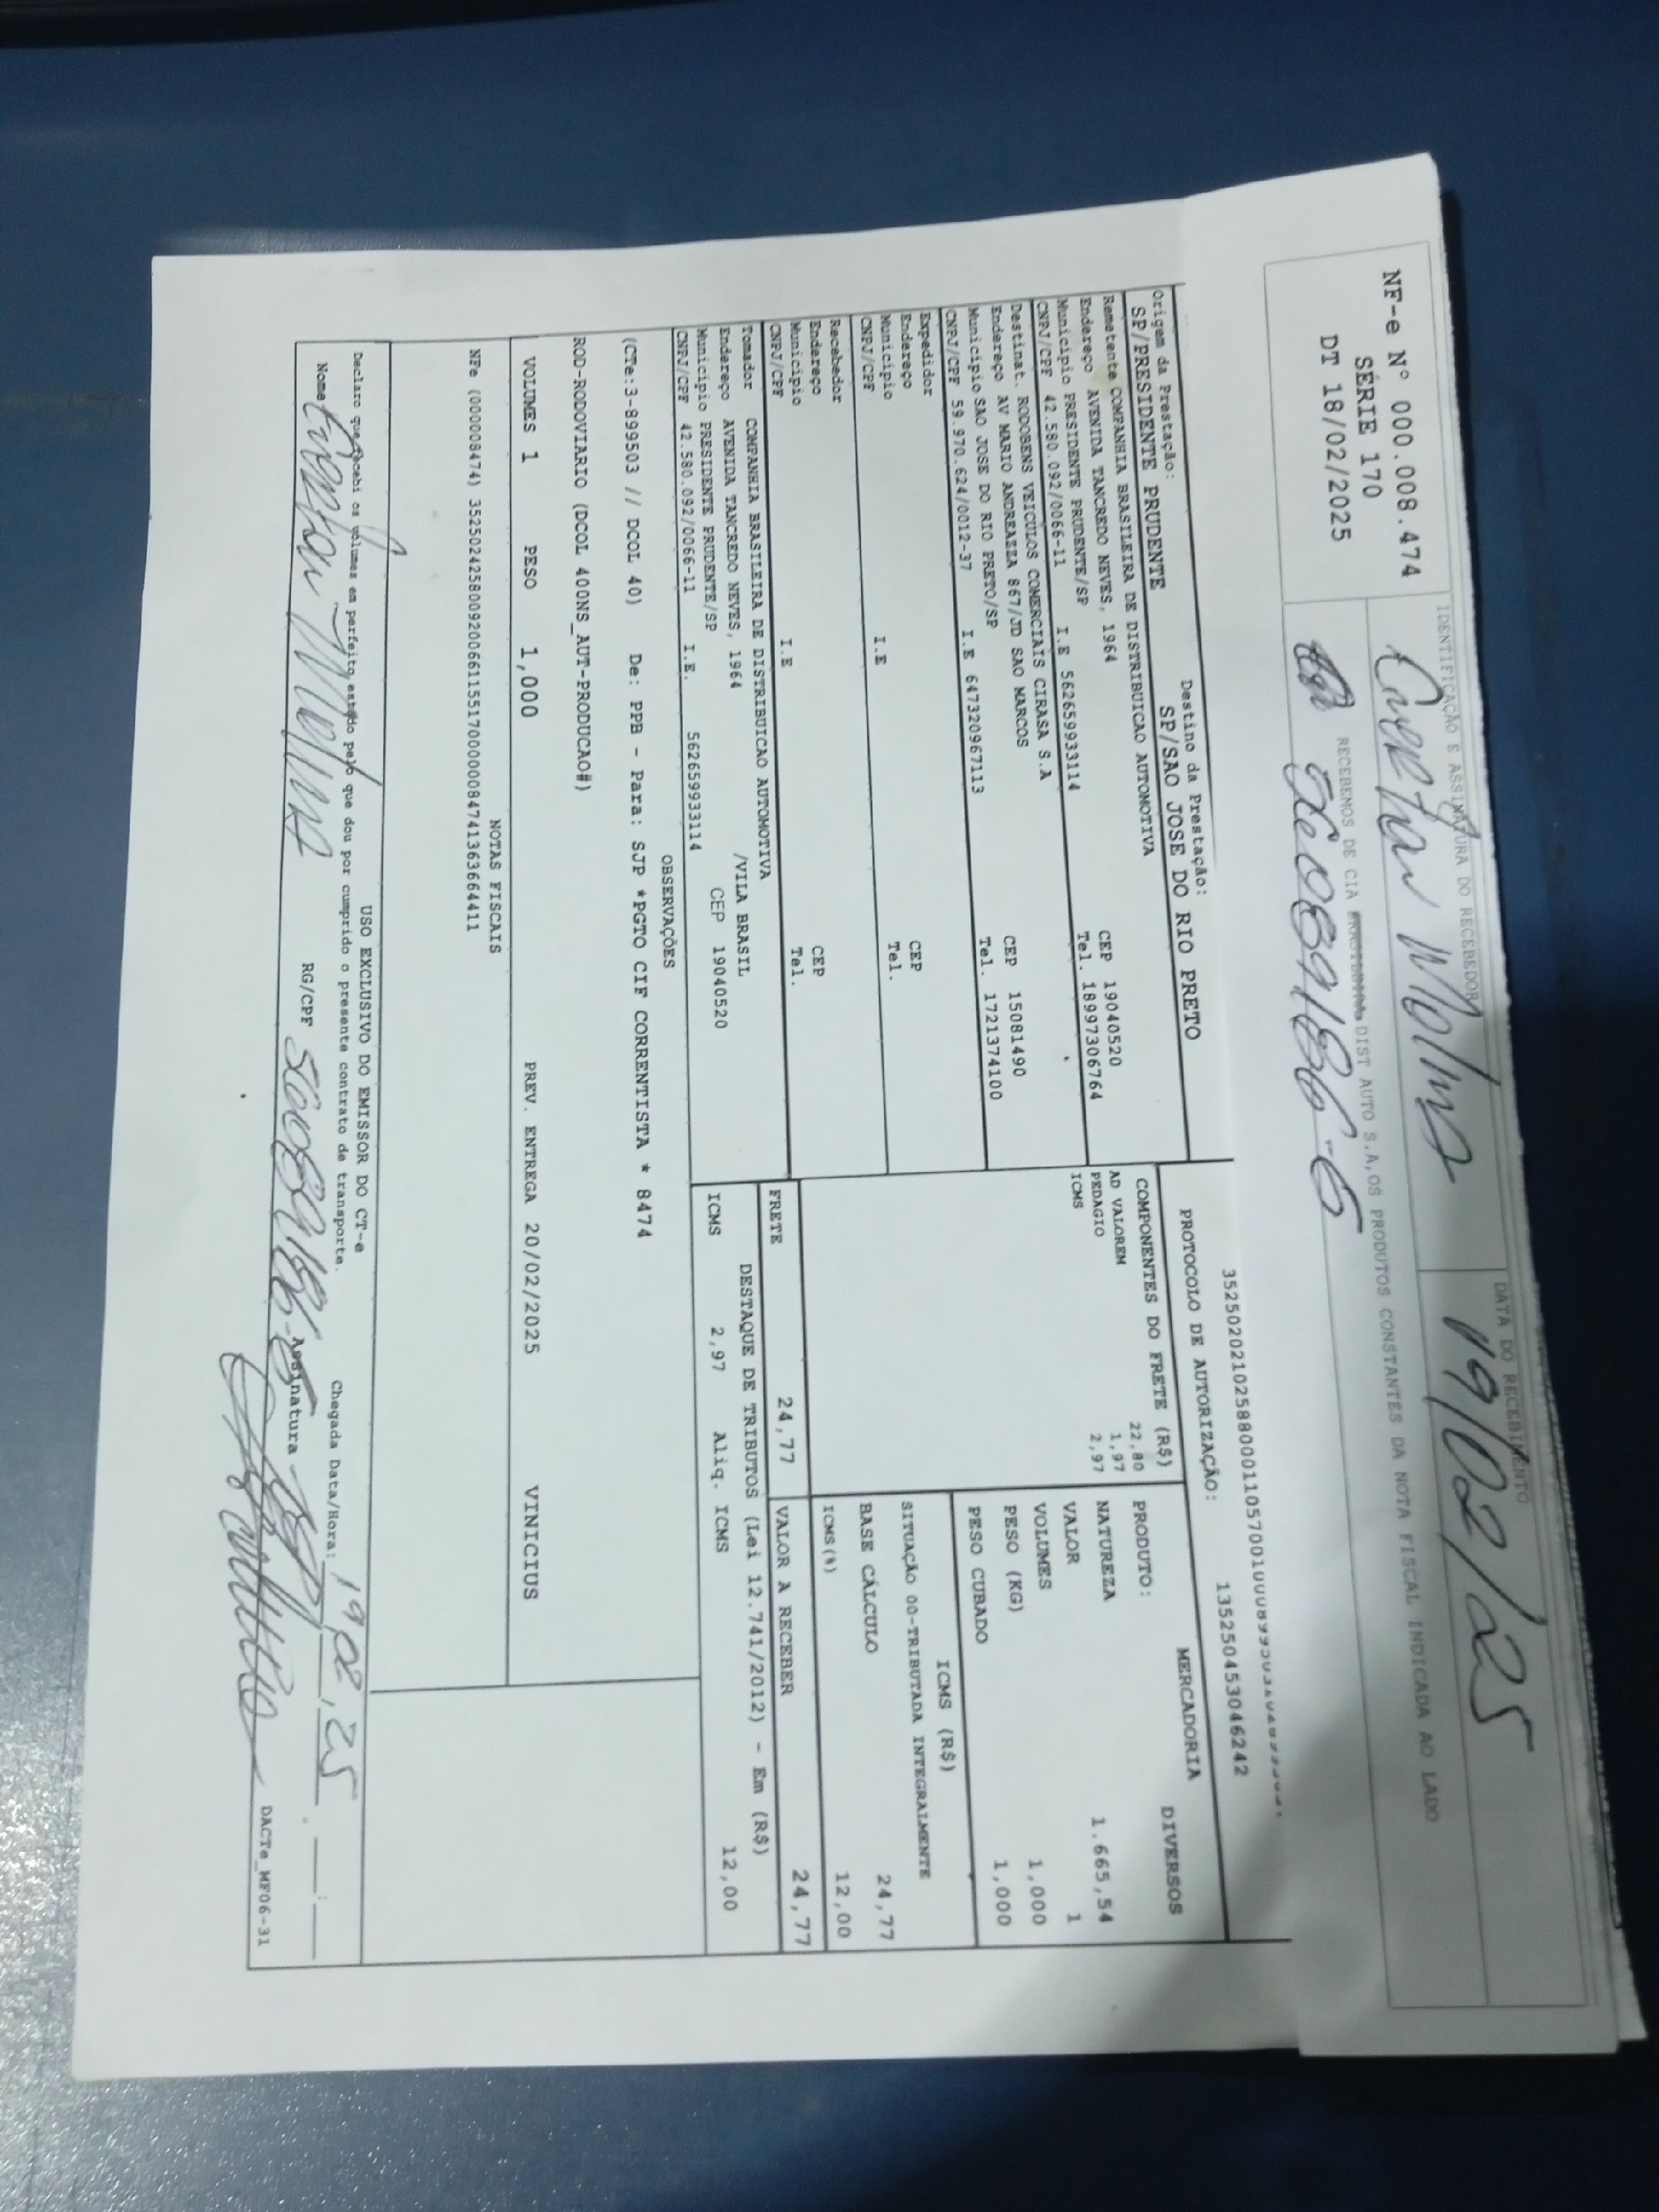 IDENTIFICAÇÃO E ASSINATURA DO RECEBEDOR
DATA DO RECEBIMENTO
19/02/25
NF-e Nº 000.008.474
SÉRIE 170
DT 18/02/2025
RECEBEMOS DE CIA DIST AUTO S.A,OS PRODUTOS CONSTANTES DA NOTA FISCAL INDICADA AO LADO
PROTOCOLO DE AUTORIZAÇÃO:
135250453046242
Origem da Prestação:
SP/PRESIDENTE PRUDENTE
Destino da Prestação:
SP/SAO JOSE DO RIO PRETO
Remetente COMPANHIA BRASILEIRA DE DISTRIBUICAO AUTOMOTIVA
Endereço AVENIDA TANCREDO NEVES, 1964
CEP 19040520
Município PRESIDENTE PRUDENTE/SP
Tel. 18997306764
CNPJ/CPF 42.580.092/0066-11 I.E 562659933114
Destinat. RODOBENS VEICULOS COMERCIAIS CIRASA S.A
Endereço AV MARIO ANDREAZZA 867/JD SAO MARCOS
CEP 15081490
Município SAO JOSE DO RIO PRETO/SP
Tel. 1721374100
CNPJ/CPF 59.970.624/0012-37 I.E 647320967113
Expedidor
Endereço
CEP
Município
Tel.
CNPJ/CPF I.E
Recebedor
Endereço
CEP
Município
Tel.
CNPJ/CPF I.E
Tomador COMPANHIA BRASILEIRA DE DISTRIBUICAO AUTOMOTIVA
Endereço AVENIDA TANCREDO NEVES, 1964 /VILA BRASIL
Município PRESIDENTE PRUDENTE/SP CEP 19040520
CNPJ/CPF 42.580.092/0066-11 I.E. 562659933114
COMPONENTES DO FRETE (R$)
22,80
AD VALOREM 1,97
PEDAGIO 2,97
ICMS
FRETE 24,77
MERCADORIA
PRODUTO: DIVERSOS
NATUREZA
VALOR 1.665,54
VOLUMES 1
PESO (KG) 1,000
PESO CUBADO 1,000
ICMS (R$)
SITUAÇÃO 00-TRIBUTADA INTEGRALMENTE
BASE CÁLCULO 24,77
ICMS(%) 12,00
VALOR A RECEBER 24,77
DESTAQUE DE TRIBUTOS (Lei 12.741/2012) - Em (R$)
ICMS 2,97 Aliq. ICMS 12,00
OBSERVAÇÕES
(CTe:3-899503 // DCOL 40) De: PPB - Para: SJP *PGTO CIF CORRENTISTA * 8474
ROD-RODOVIARIO (DCOL 400NS_AUT-PRODUCAO#)
VOLUMES 1 PESO 1,000 PREV. ENTREGA 20/02/2025 VINICIUS
NOTAS FISCAIS
NFe (00008474) 35250242580092006611551700000084741363664411
USO EXCLUSIVO DO EMISSOR DO CT-e
Declaro que recebi os volumes em perfeito estado pelo que dou por cumprido o presente contrato de transporte.
Chegada Data/Hora: 19 02 25
Nome
RG/CPF
Assinatura
DACTe_MF06-31